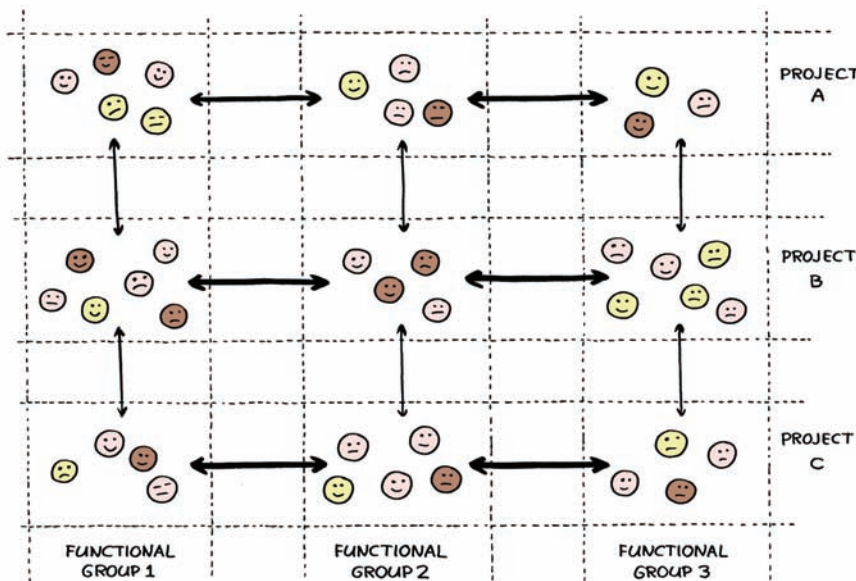 PROJECT
A
PROJECT
B
PROJECT
C
FUNCTIONAL
GROUP 1
FUNCTIONAL
GROUP 2
FUNCTIONAL
GROUP 3